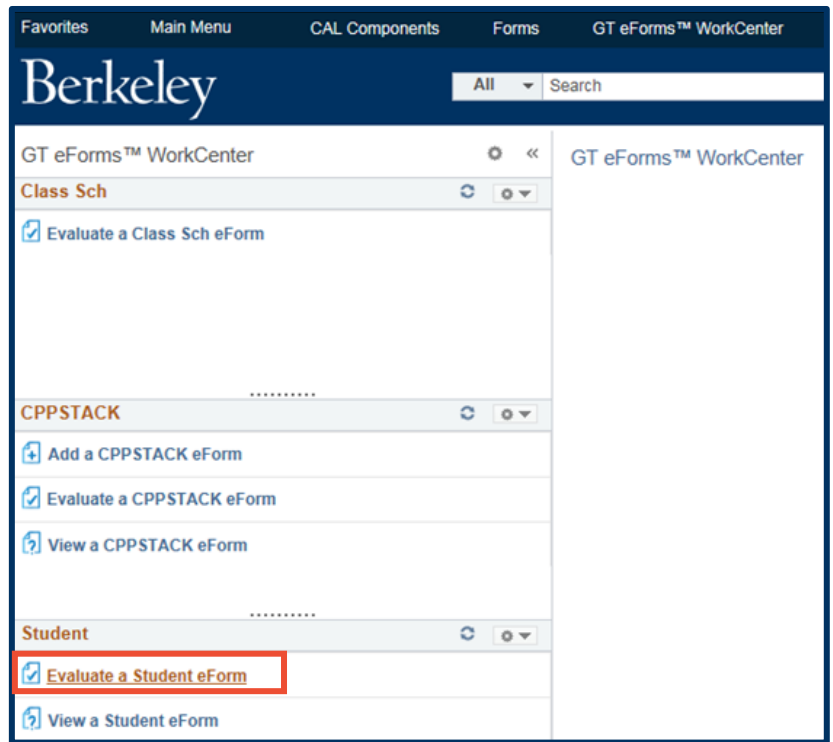 Favorites Main Menu CAL Components Forms GT eForms™ WorkCenter
Berkeley
All Search
GT eForms™ WorkCenter
GT eForms™ WorkCenter
Class Sch
Evaluate a Class Sch eForm
CPPSTACK
Add a CPPSTACK eForm
Evaluate a CPPSTACK eForm
View a CPPSTACK eForm
Student
Evaluate a Student eForm
View a Student eForm